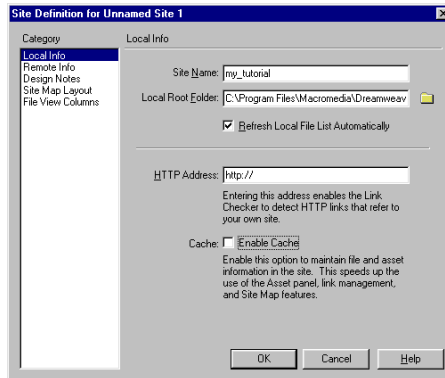 Site Definition for Unnamed Site 1
Category
Local Info
Remote Info
Design Notes
Site Map Layout
File View Columns
Local Info
Site Name: my_tutorial
Local Root Folder: C:\Program Files\Macromedia\Dreamweav
Refresh Local File List Automatically
HTTP Address: http://
Entering this address enables the Link
Checker to detect HTTP links that refer to
your own site.
Cache: Enable Cache
Enable this option to maintain file and asset
information in the site. This speeds up the
use of the Asset panel, link management,
and Site Map features.
OK Cancel Help